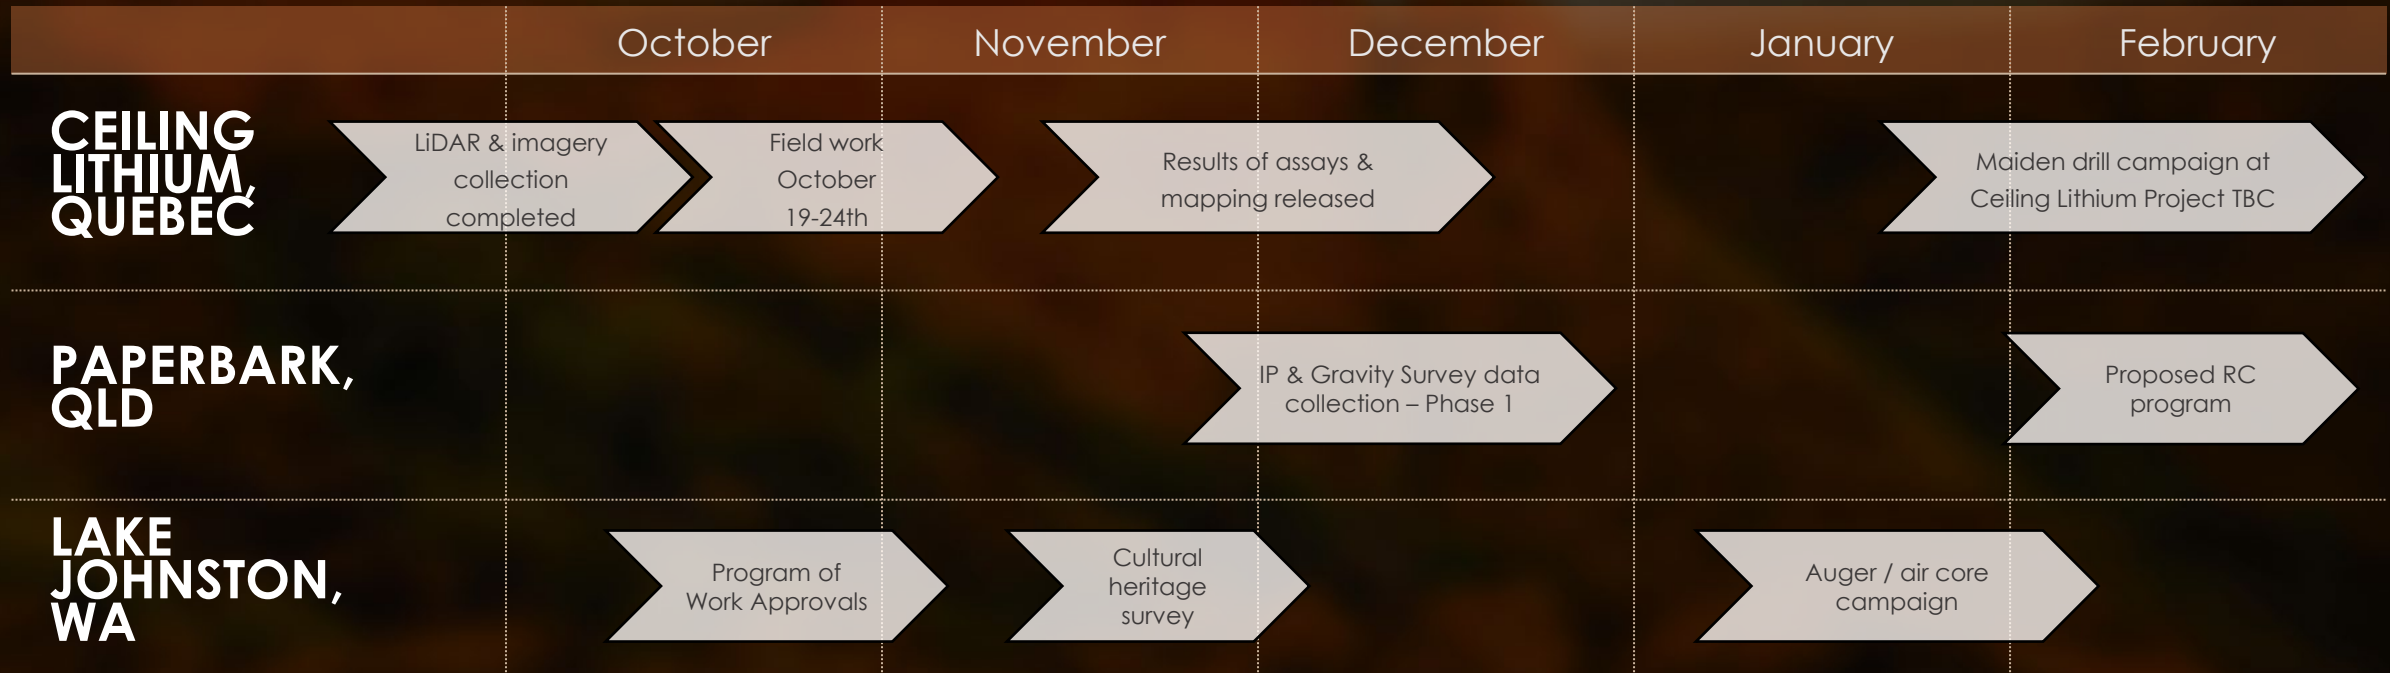 October November December January February
CEILING
LITHIUM,
QUEBEC
LiDAR & imagery
collection
completed
Field work
October
19-24th
Results of assays &
mapping released
Maiden drill campaign at
Ceiling Lithium Project TBC
PAPERBARK,
QLD
IP & Gravity Survey data
collection – Phase 1
Proposed RC
program
LAKE
JOHNSTON,
WA
Program of
Work Approvals
Cultural
heritage
survey
Auger / air core
campaign